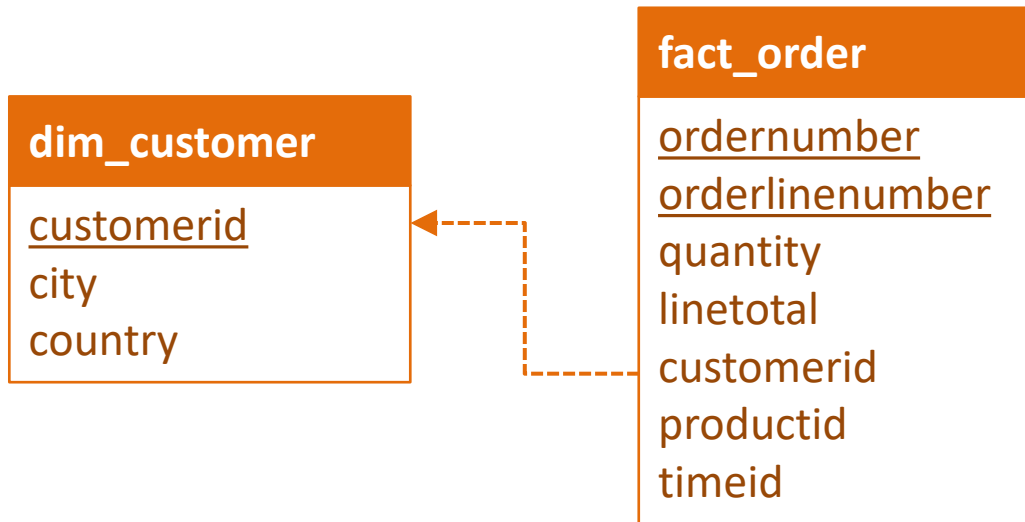 dim_customer
customerid
city
country
fact_order
ordernumber
orderlinenumber
quantity
linetotal
customerid
productid
timeid